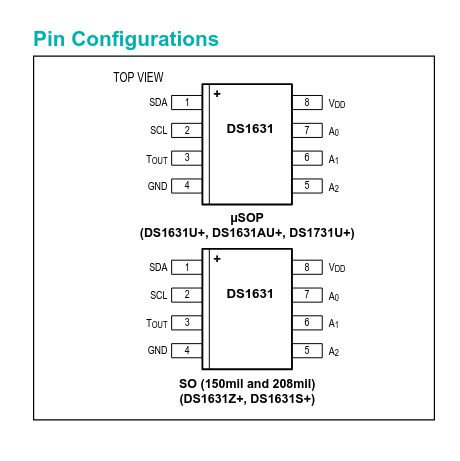 Pin Configurations
TOP VIEW
+
DS1631
SDA 1 8 VDD
SCL 2 7 A0
TOUT 3 6 A1
GND 4 5 A2
µSOP
(DS1631U+, DS1631AU+, DS1731U+)
+
DS1631
SDA 1 8 VDD
SCL 2 7 A0
TOUT 3 6 A1
GND 4 5 A2
SO (150mil and 208mil)
(DS1631Z+, DS1631S+)